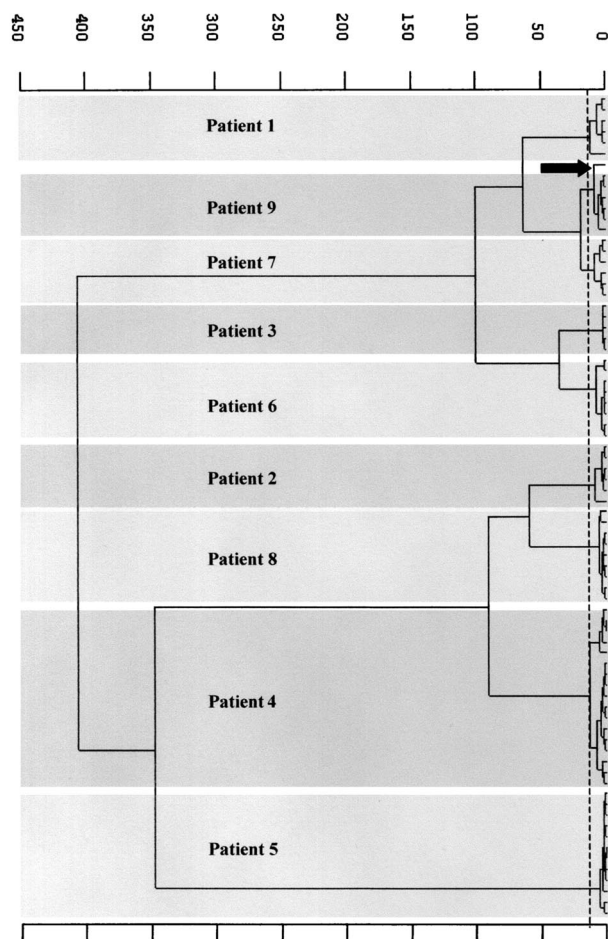 450 400 350 300 250 200 150 100 50 0
Patient 1
Patient 9
Patient 7
Patient 3
Patient 6
Patient 2
Patient 8
Patient 4
Patient 5